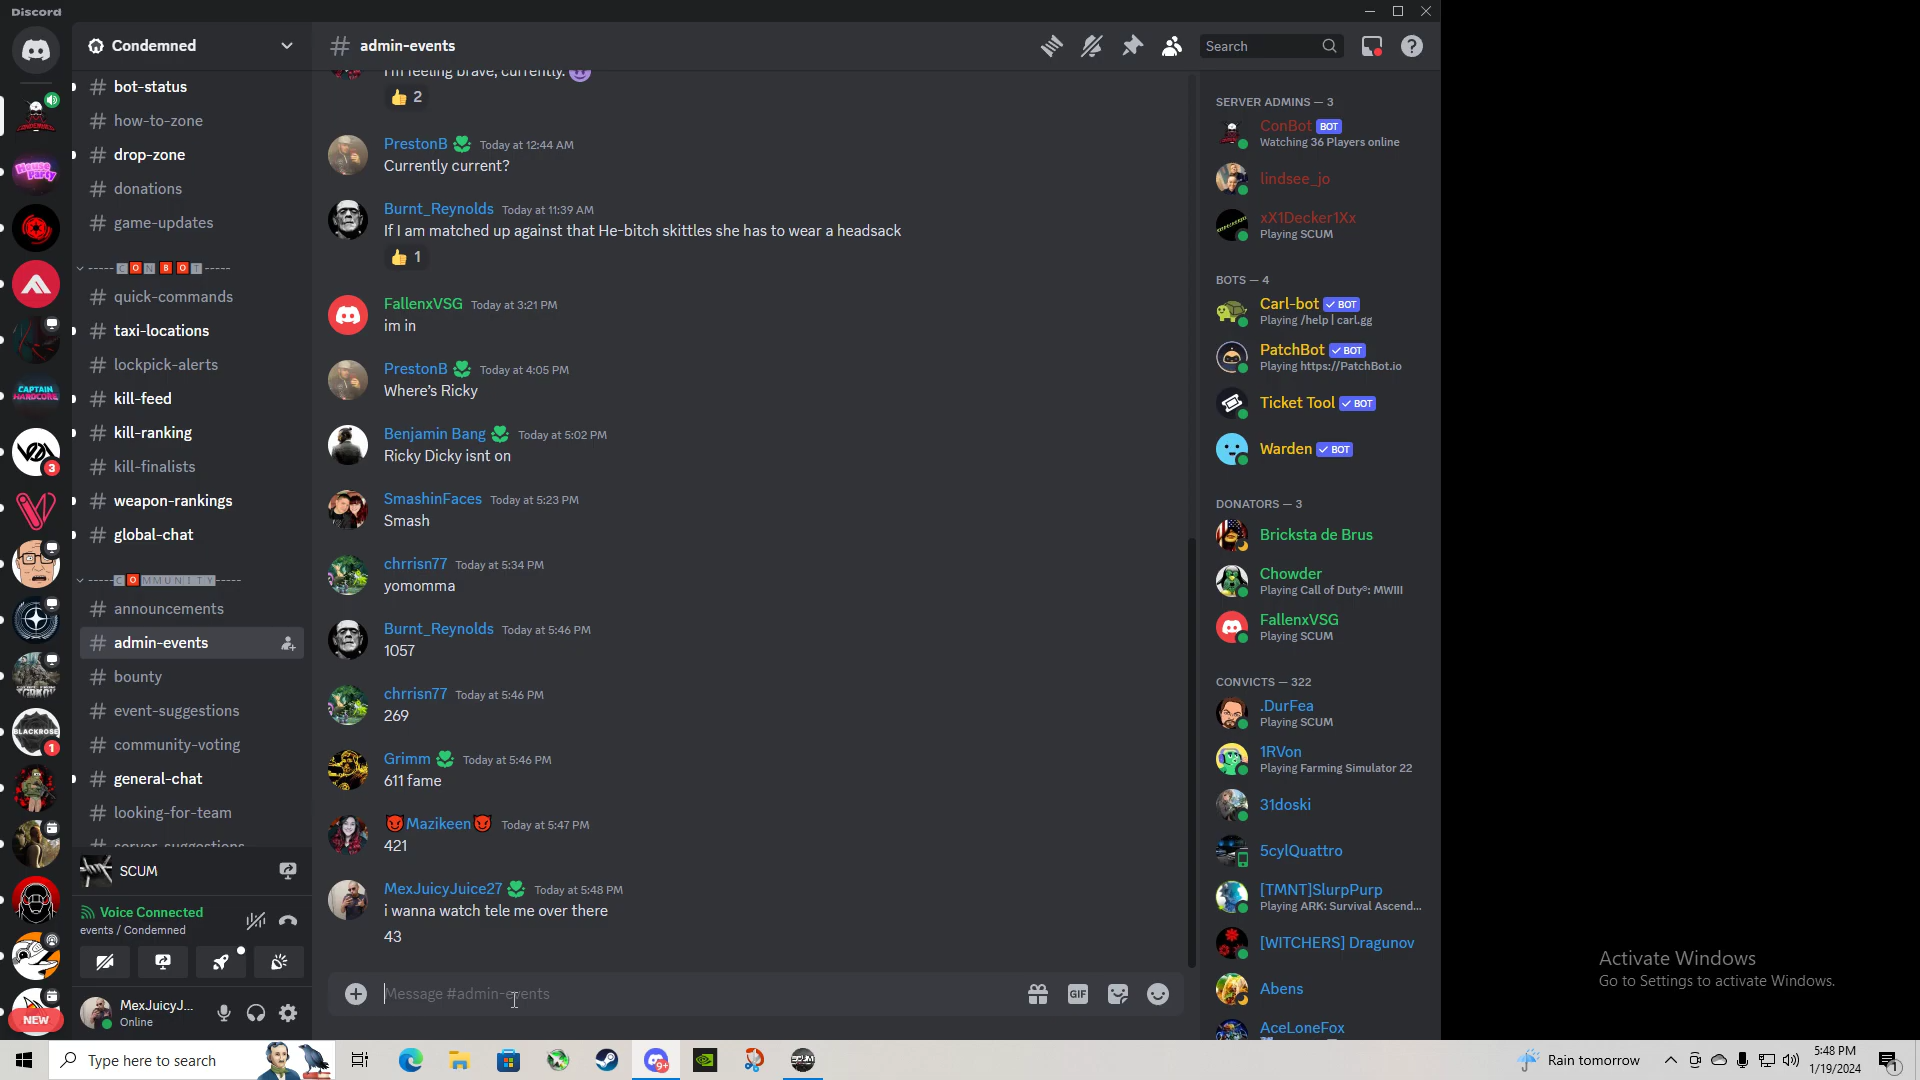 Discord
Condemned
bot-status
how-to-zone
drop-zone
donations
game-updates
-----CONBOT-----
quick-commands
taxi-locations
lockpick-alerts
kill-feed
kill-ranking
kill-finalists
weapon-rankings
global-chat
-----COMMUNITY-----
announcements
admin-events
bounty
event-suggestions
community-voting
general-chat
looking-for-team
server-suggestions
SCUM
Voice Connected
events / Condemned
MexJuicyJ...
Online
House Party
CAPTAIN HARDCORE
3
BLACKROSE
1
NEW
# admin-events
Search
I'm feeling brave, currently.
2
PrestonB Today at 12:44 AM
Currently current?
Burnt_Reynolds Today at 11:39 AM
If I am matched up against that He-bitch skittles she has to wear a headsack
1
FallenxVSG Today at 3:21 PM
im in
PrestonB Today at 4:05 PM
Where’s Ricky
Benjamin Bang Today at 5:02 PM
Ricky Dicky isnt on
SmashinFaces Today at 5:23 PM
Smash
chrrisn77 Today at 5:34 PM
yomomma
Burnt_Reynolds Today at 5:46 PM
1057
chrrisn77 Today at 5:46 PM
269
Grimm Today at 5:46 PM
611 fame
😈Mazikeen😈 Today at 5:47 PM
421
MexJuicyJuice27 Today at 5:48 PM
i wanna watch tele me over there
43
Message #admin-events
GIF
SERVER ADMINS — 3
ConBot BOT
Watching 36 Players online
lindsee_jo
xX1Decker1Xx
Playing SCUM
BOTS — 4
Carl-bot ✓ BOT
Playing /help | carl.gg
PatchBot ✓ BOT
Playing https://PatchBot.io
Ticket Tool ✓ BOT
Warden ✓ BOT
DONATORS — 3
Bricksta de Brus
Chowder
Playing Call of Duty®: MWIII
FallenxVSG
Playing SCUM
CONVICTS — 322
.DurFea
Playing SCUM
1RVon
Playing Farming Simulator 22
31doski
5cylQuattro
[TMNT]SlurpPurp
Playing ARK: Survival Ascend...
[WITCHERS] Dragunov
Abens
AceLoneFox
Activate Windows
Go to Settings to activate Windows.
Type here to search
9+
Rain tomorrow
5:48 PM
1/19/2024
1